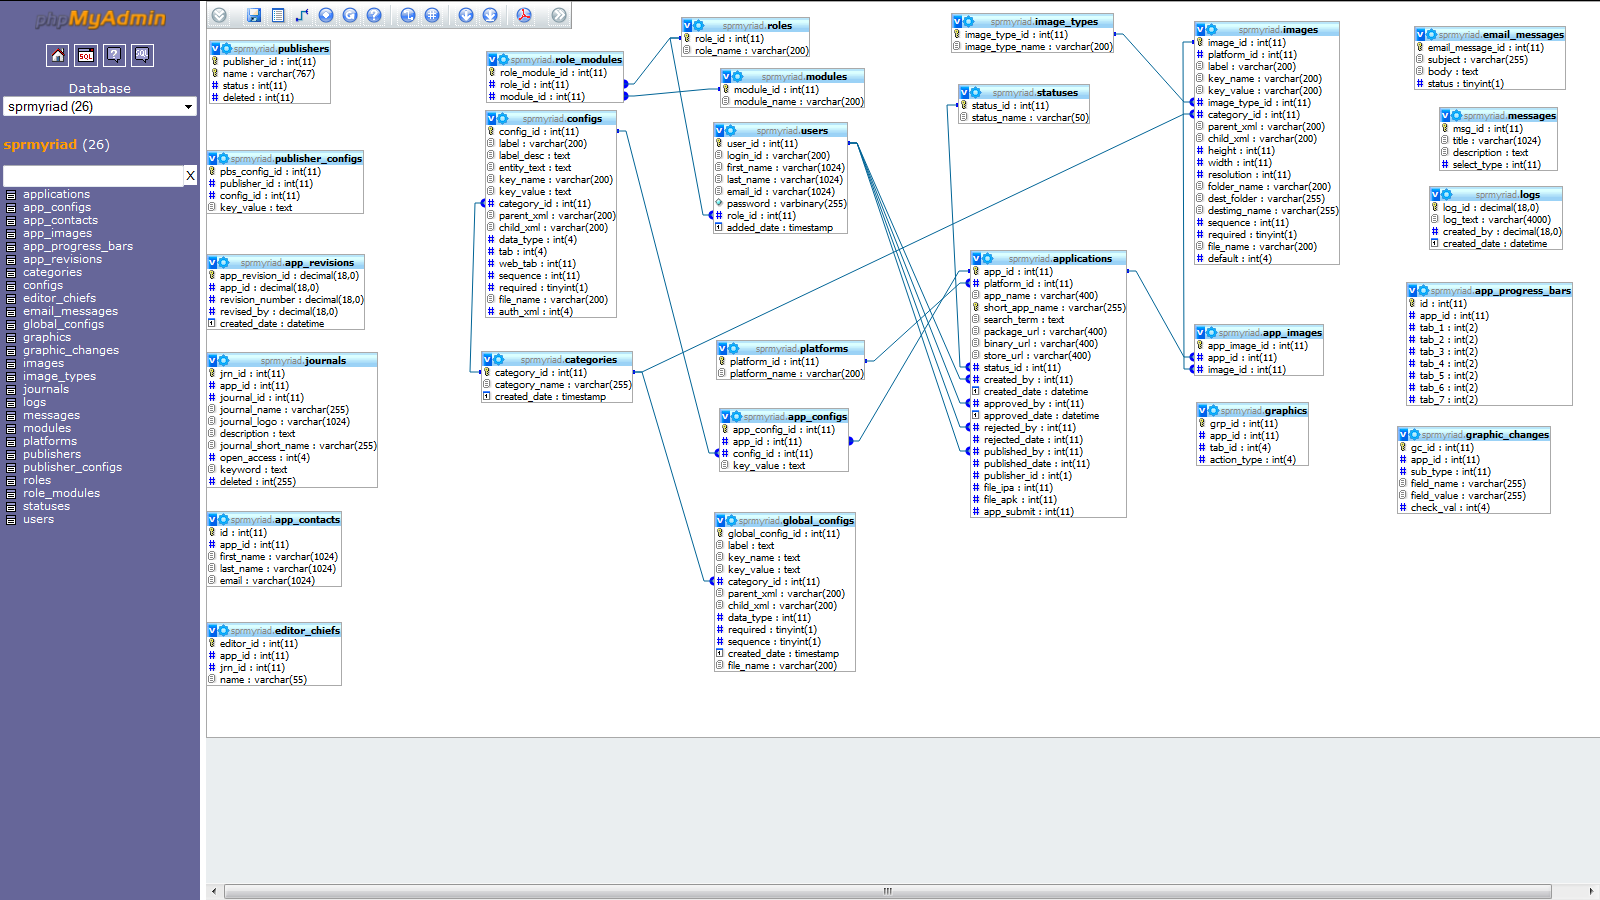 phpMyAdmin
SQL
SQL
Database
sprmyriad (26)
sprmyriad (26)
X
applications
app_configs
app_contacts
app_images
app_progress_bars
app_revisions
categories
configs
editor_chiefs
email_messages
global_configs
graphics
graphic_changes
images
image_types
journals
logs
messages
modules
platforms
publishers
publisher_configs
roles
role_modules
statuses
users
sprmyriad.publishers
publisher_id : int(11)
name : varchar(767)
status : int(11)
deleted : int(11)
sprmyriad.publisher_configs
pbs_config_id : int(11)
publisher_id : int(11)
config_id : int(11)
key_value : text
sprmyriad.app_revisions
app_revision_id : decimal(18,0)
app_id : decimal(18,0)
revision_number : decimal(18,0)
revised_by : decimal(18,0)
created_date : datetime
sprmyriad.journals
jrn_id : int(11)
app_id : int(11)
journal_id : int(11)
journal_name : varchar(255)
journal_logo : varchar(1024)
description : text
journal_short_name : varchar(255)
open_access : int(4)
keyword : text
deleted : int(255)
sprmyriad.app_contacts
id : int(11)
app_id : int(11)
first_name : varchar(1024)
last_name : varchar(1024)
email : varchar(1024)
sprmyriad.editor_chiefs
editor_id : int(11)
app_id : int(11)
jrn_id : int(11)
name : varchar(55)
sprmyriad.role_modules
role_module_id : int(11)
role_id : int(11)
module_id : int(11)
sprmyriad.configs
config_id : int(11)
label : varchar(200)
label_desc : text
entity_text : text
key_name : varchar(200)
key_value : text
category_id : int(11)
parent_xml : varchar(200)
child_xml : varchar(200)
data_type : int(4)
tab : int(4)
web_tab : int(11)
sequence : int(11)
required : tinyint(1)
file_name : varchar(200)
auth_xml : int(4)
sprmyriad.categories
category_id : int(11)
category_name : varchar(255)
created_date : timestamp
sprmyriad.roles
role_id : int(11)
role_name : varchar(200)
sprmyriad.modules
module_id : int(11)
module_name : varchar(200)
sprmyriad.users
user_id : int(11)
login_id : varchar(200)
first_name : varchar(1024)
last_name : varchar(1024)
email_id : varchar(1024)
password : varbinary(255)
role_id : int(11)
added_date : timestamp
sprmyriad.platforms
platform_id : int(11)
platform_name : varchar(200)
sprmyriad.app_configs
app_config_id : int(11)
app_id : int(11)
config_id : int(11)
key_value : text
sprmyriad.global_configs
global_config_id : int(11)
label : text
key_name : text
key_value : text
category_id : int(11)
parent_xml : varchar(200)
child_xml : varchar(200)
data_type : int(11)
required : tinyint(1)
sequence : tinyint(1)
created_date : timestamp
file_name : varchar(200)
sprmyriad.image_types
image_type_id : int(11)
image_type_name : varchar(200)
sprmyriad.statuses
status_id : int(11)
status_name : varchar(50)
sprmyriad.applications
app_id : int(11)
platform_id : int(11)
app_name : varchar(400)
short_app_name : varchar(255)
search_term : text
package_url : varchar(400)
binary_url : varchar(400)
store_url : varchar(400)
status_id : int(11)
created_by : int(11)
created_date : datetime
approved_by : int(11)
approved_date : datetime
rejected_by : int(11)
rejected_date : int(11)
published_by : int(11)
published_date : int(11)
publisher_id : int(1)
file_ipa : int(11)
file_apk : int(11)
app_submit : int(11)
sprmyriad.images
image_id : int(11)
platform_id : int(11)
label : varchar(200)
key_name : varchar(200)
key_value : varchar(200)
image_type_id : int(11)
category_id : int(11)
parent_xml : varchar(200)
child_xml : varchar(200)
height : int(11)
width : int(11)
resolution : int(11)
folder_name : varchar(200)
dest_folder : varchar(255)
destimg_name : varchar(255)
sequence : int(11)
required : tinyint(1)
file_name : varchar(200)
default : int(4)
sprmyriad.app_images
app_image_id : int(11)
app_id : int(11)
image_id : int(11)
sprmyriad.graphics
grp_id : int(11)
app_id : int(11)
tab_id : int(4)
action_type : int(4)
sprmyriad.email_messages
email_message_id : int(11)
subject : varchar(255)
body : text
status : tinyint(1)
sprmyriad.messages
msg_id : int(11)
title : varchar(1024)
description : text
select_type : int(11)
sprmyriad.logs
log_id : decimal(18,0)
log_text : varchar(4000)
created_by : decimal(18,0)
created_date : datetime
sprmyriad.app_progress_bars
id : int(11)
app_id : int(11)
tab_1 : int(2)
tab_2 : int(2)
tab_3 : int(2)
tab_4 : int(2)
tab_5 : int(2)
tab_6 : int(2)
tab_7 : int(2)
sprmyriad.graphic_changes
gc_id : int(11)
app_id : int(11)
sub_type : int(11)
field_name : varchar(255)
field_value : varchar(255)
check_val : int(4)